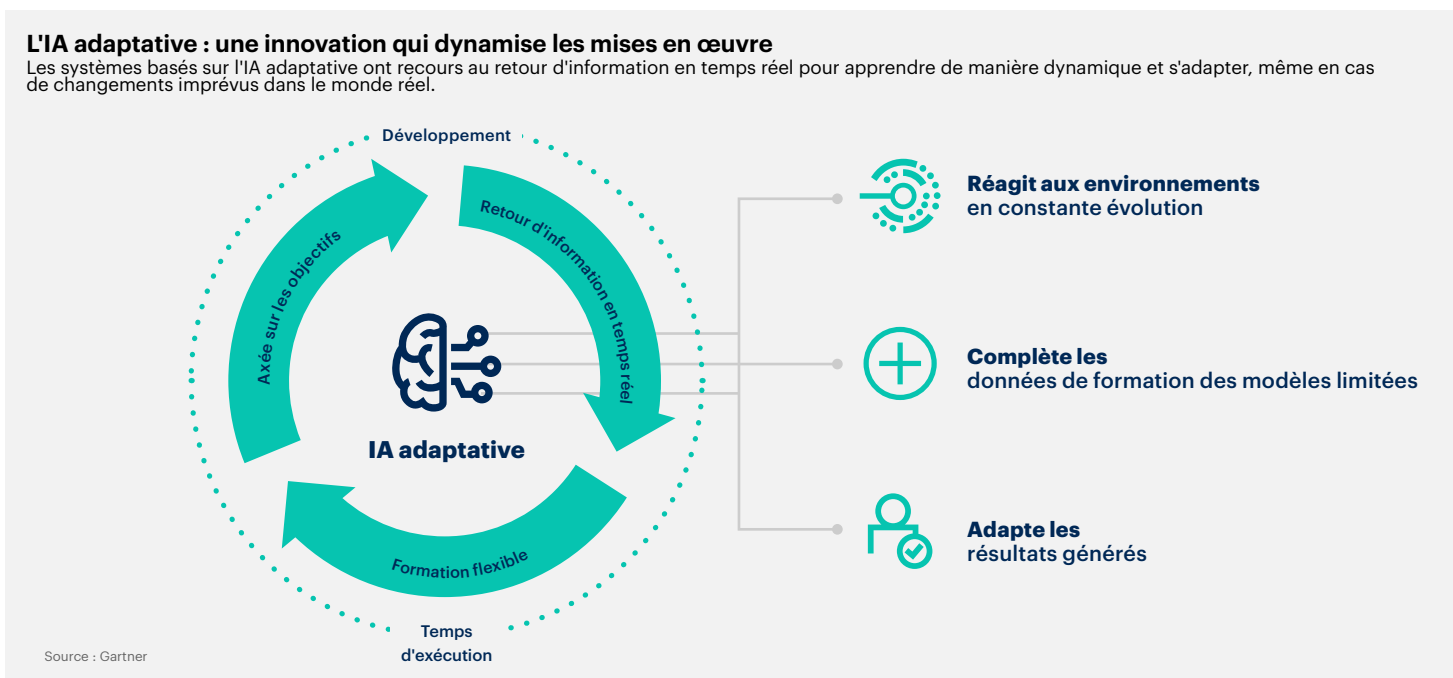 L'IA adaptative : une innovation qui dynamise les mises en œuvre
Les systèmes basés sur l'IA adaptative ont recours au retour d'information en temps réel pour apprendre de manière dynamique et s'adapter, même en cas
de changements imprévus dans le monde réel.
Développement
Axée sur les objectifs
Retour d'information en temps réel
Formation flexible
IA adaptative
Temps
d'exécution
Réagit aux environnements
en constante évolution
Complète les
données de formation des modèles limitées
Adapte les
résultats générés
Source : Gartner